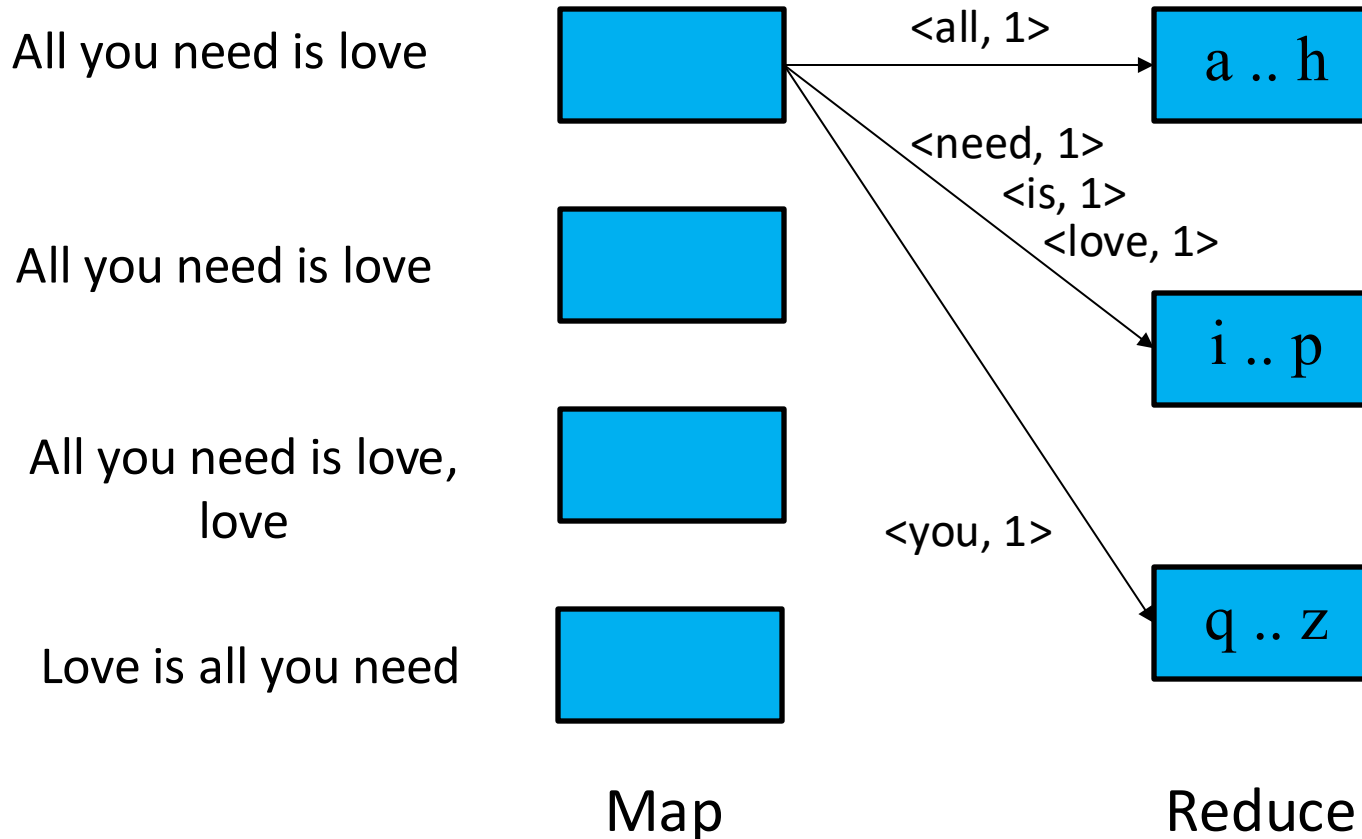 All you need is love
<all, 1>
a .. h
<need, 1>
<is, 1>
<love, 1>
All you need is love
i .. p
All you need is love,
love
<you, 1>
q .. z
Love is all you need
Map
Reduce